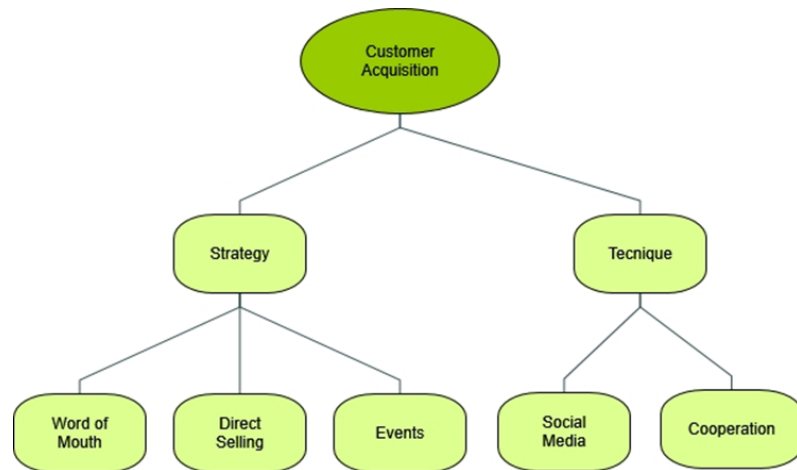 Customer
Acquisition
Strategy
Tecnique
Word of
Mouth
Direct
Selling
Events
Social
Media
Cooperation